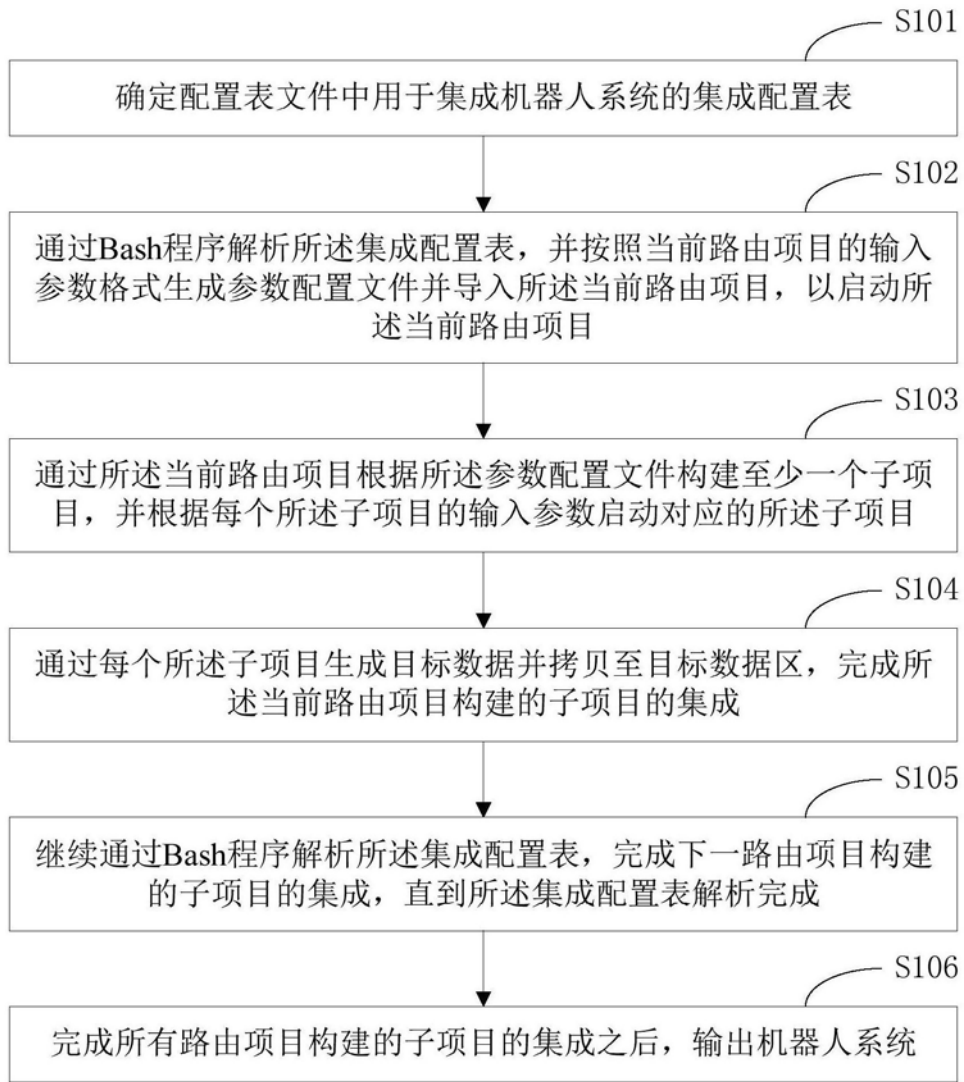 S101
确定配置表文件中用于集成机器人系统的集成配置表
S102
通过Bash程序解析所述集成配置表，并按照当前路由项目的输入
参数格式生成参数配置文件并导入所述当前路由项目，以启动所
述当前路由项目
S103
通过所述当前路由项目根据所述参数配置文件构建至少一个子项
目，并根据每个所述子项目的输入参数启动对应的所述子项目
S104
通过每个所述子项目生成目标数据并拷贝至目标数据区，完成所
述当前路由项目构建的子项目的集成
S105
继续通过Bash程序解析所述集成配置表，完成下一路由项目构建
的子项目的集成，直到所述集成配置表解析完成
S106
完成所有路由项目构建的子项目的集成之后，输出机器人系统